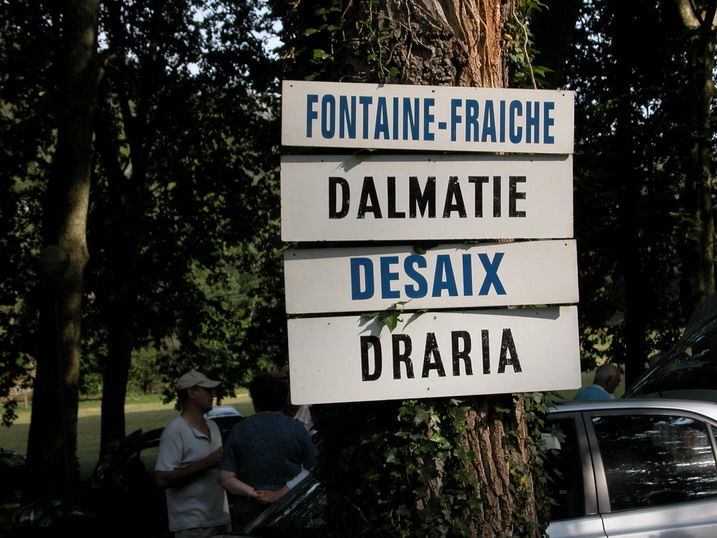 FONTAINE-FRAICHE
DALMATIE
DESAIX
DRARIA